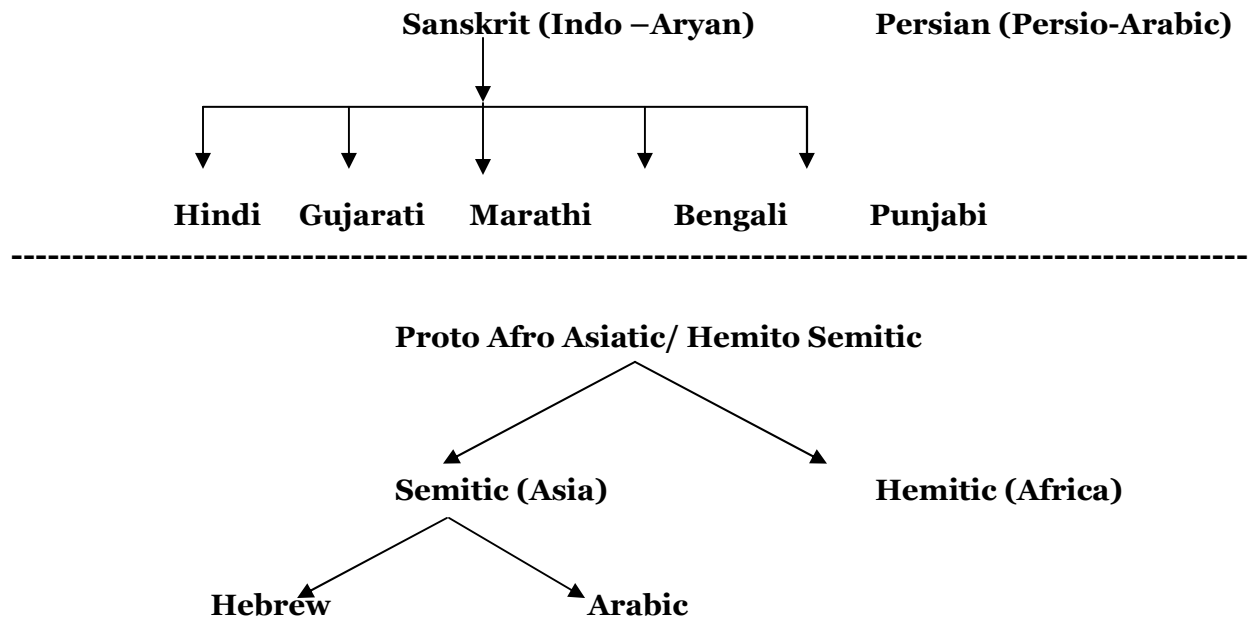 Sanskrit (Indo –Aryan) Persian (Persio-Arabic)
Hindi Gujarati Marathi Bengali Punjabi
Proto Afro Asiatic/ Hemito Semitic
Semitic (Asia) Hemitic (Africa)
Hebrew Arabic